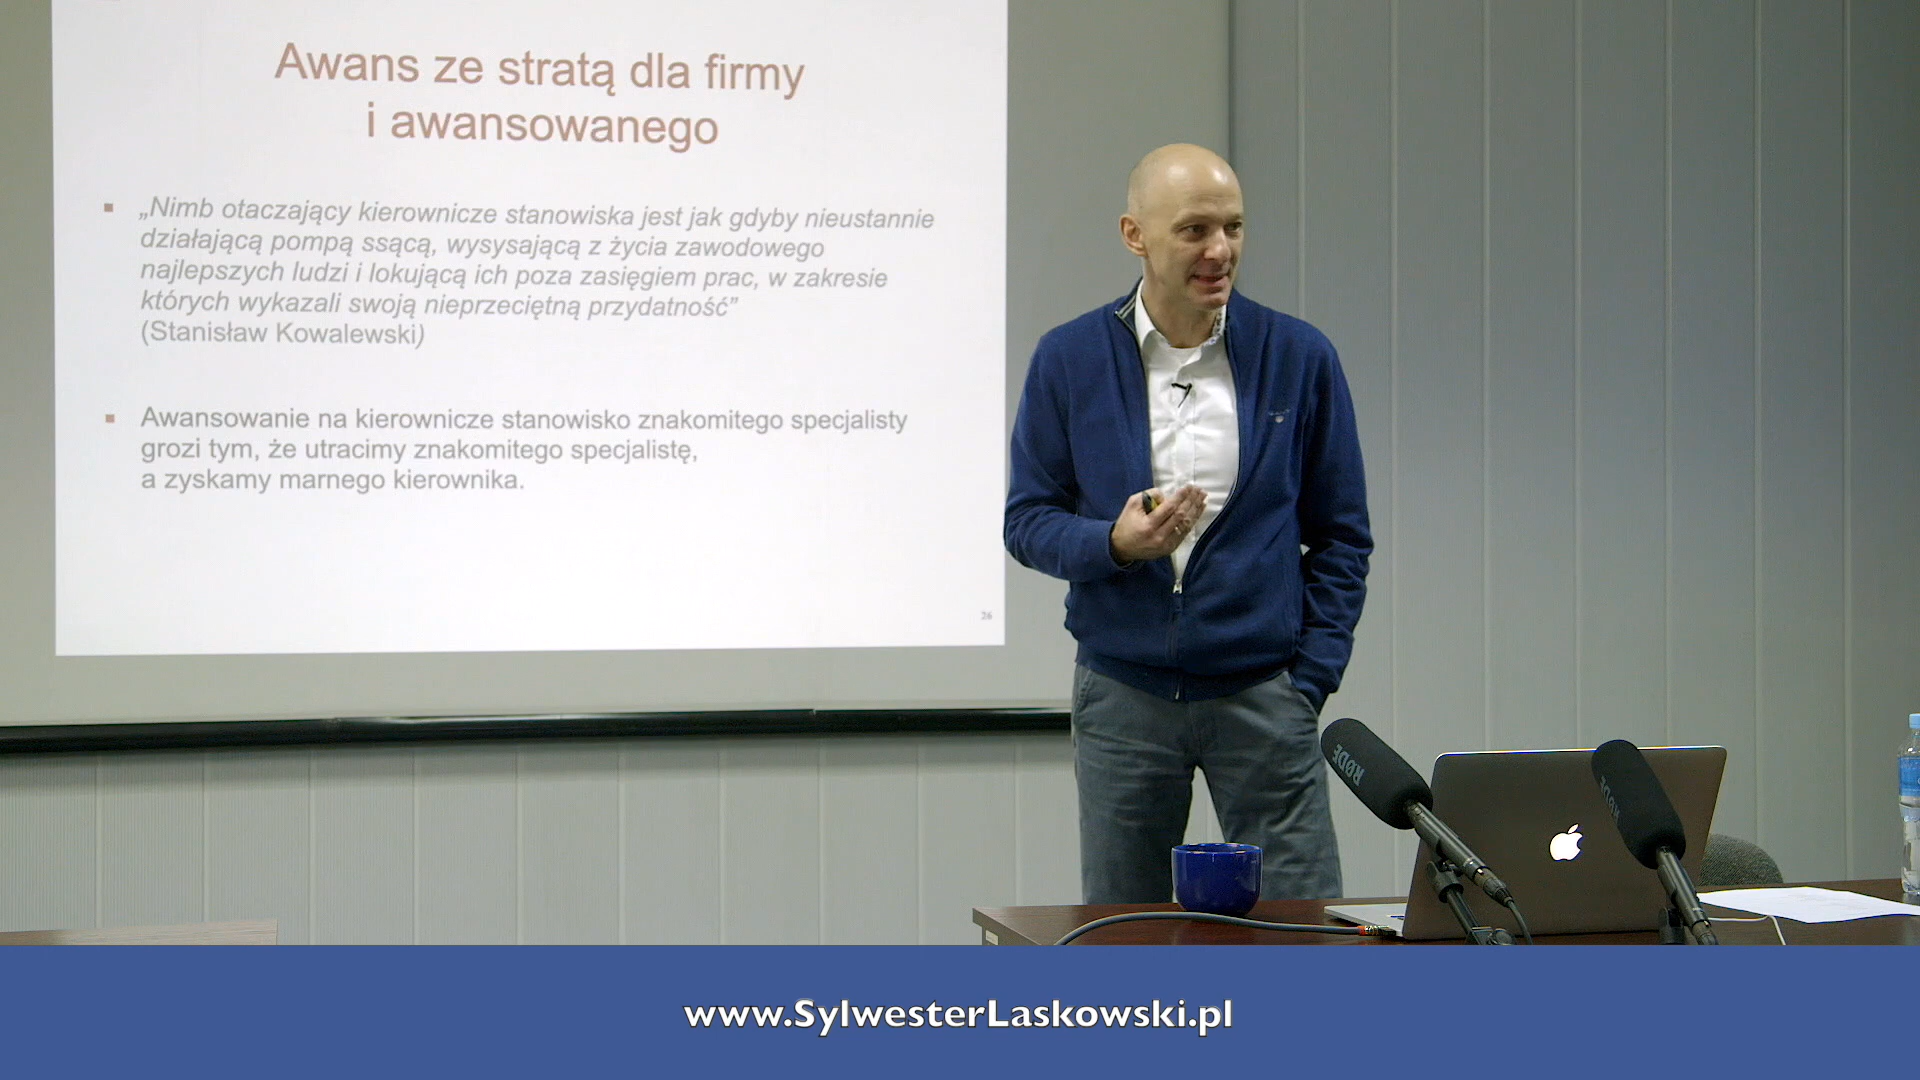 Awans ze stratą dla firmy
i awansowanego
„Nimb otaczający kierownicze stanowiska jest jak gdyby nieustannie
działającą pompą ssącą, wysysającą z życia zawodowego
najlepszych ludzi i lokującą ich poza zasięgiem prac, w zakresie
których wykazali swoją nieprzeciętną przydatność”
(Stanisław Kowalewski)
Awansowanie na kierownicze stanowisko znakomitego specjalisty
grozi tym, że utracimy znakomitego specjalistę,
a zyskamy marnego kierownika.
26
RØDE
RØDE
www.SylwesterLaskowski.pl